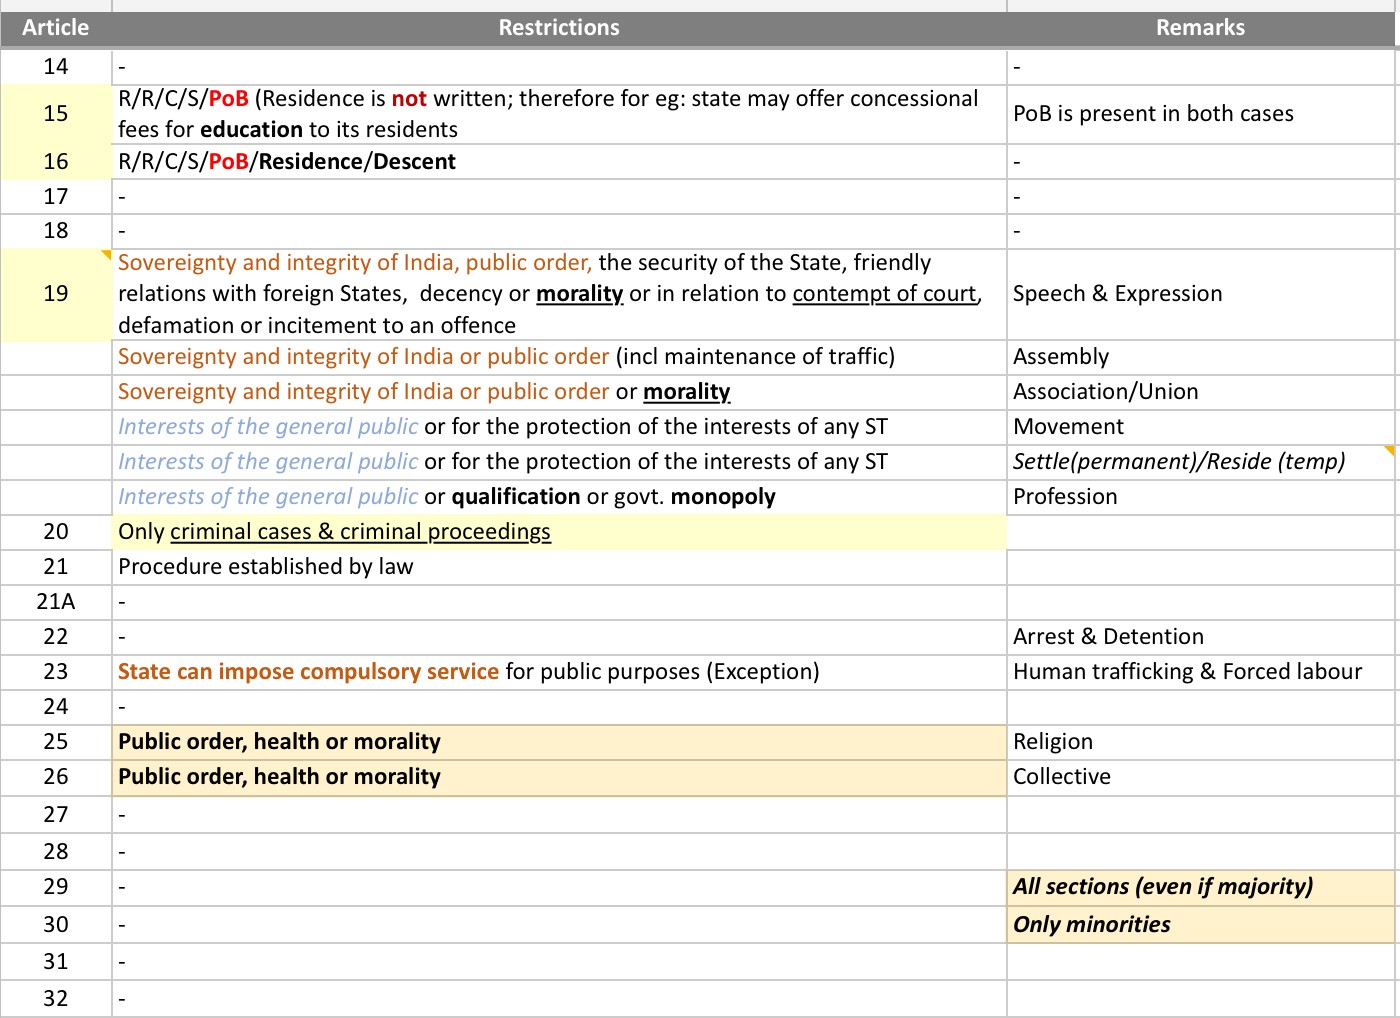 Article Restrictions Remarks
14 - -
15 R/R/C/S/PoB (Residence is not written; therefore for eg: state may offer concessional
fees for education to its residents PoB is present in both cases
16 R/R/C/S/PoB/Residence/Descent -
17 - -
18 - -
19 Sovereignty and integrity of India, public order, the security of the State, friendly
relations with foreign States, decency or morality or in relation to contempt of court,
defamation or incitement to an offence Speech & Expression
Sovereignty and integrity of India or public order (incl maintenance of traffic) Assembly
Sovereignty and integrity of India or public order or morality Association/Union
Interests of the general public or for the protection of the interests of any ST Movement
Interests of the general public or for the protection of the interests of any ST Settle(permanent)/Reside (temp)
Interests of the general public or qualification or govt. monopoly Profession
20 Only criminal cases & criminal proceedings
21 Procedure established by law
21A -
22 - Arrest & Detention
23 State can impose compulsory service for public purposes (Exception) Human trafficking & Forced labour
24 -
25 Public order, health or morality Religion
26 Public order, health or morality Collective
27 -
28 -
29 - All sections (even if majority)
30 - Only minorities
31 -
32 -